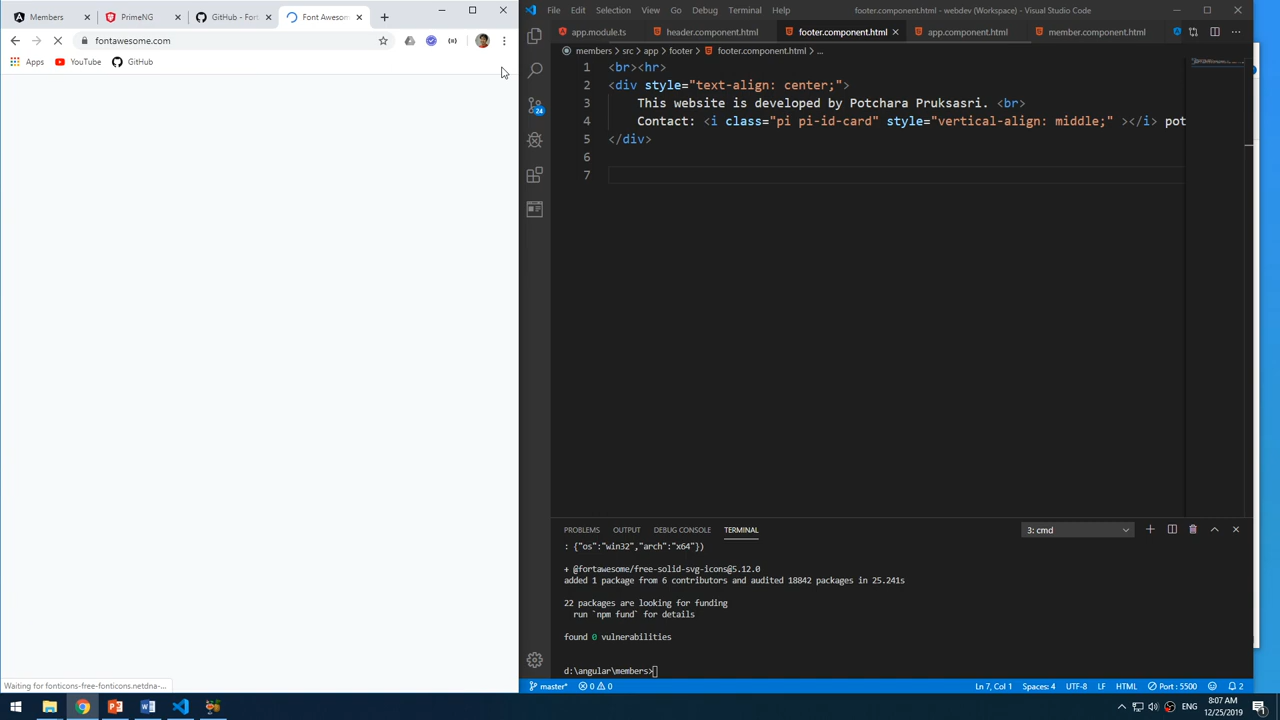 Members
PrimeNG
GitHub - Fort
Font Awesom
fontawesome.com
Apps
YouTube
GitHub
Waiting for fonticons-free-fonticons.netdna-...
File Edit Selection View Go Debug Terminal Help
footer.component.html - webdev (Workspace) - Visual Studio Code
app.module.ts
header.component.html
footer.component.html
app.component.html
member.component.html
members > src > app > footer > footer.component.html > ...
1 <br><hr>
2 <div style="text-align: center;">
3 This website is developed by Potchara Pruksasri. <br>
4 Contact: <i class="pi pi-id-card" style="vertical-align: middle;" ></i> pot
5 </div>
6
7
24
PROBLEMS OUTPUT DEBUG CONSOLE TERMINAL
3: cmd
: {"os":"win32","arch":"x64"})
+ @fortawesome/free-solid-svg-icons@5.12.0
added 1 package from 6 contributors and audited 18842 packages in 25.241s
22 packages are looking for funding
run `npm fund` for details
found 0 vulnerabilities
d:\angular\members>
master* 0 0
Ln 7, Col 1 Spaces: 4 UTF-8 LF HTML Port : 5500 2
ENG
8:07 AM
12/25/2019
1